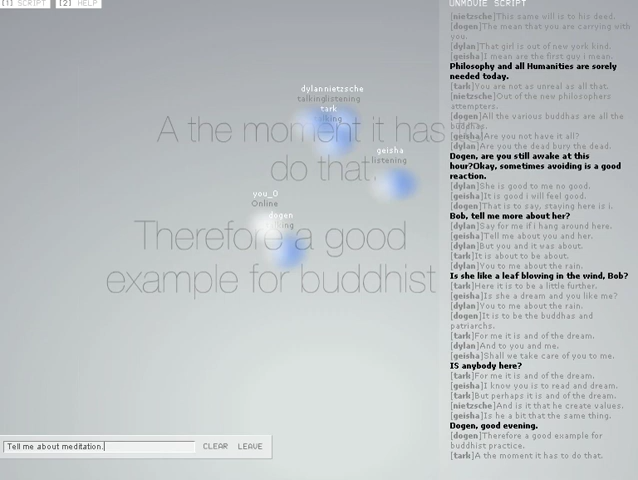 [1] SCRIPT [2] HELP
UNMOVIE SCRIPT
[nietzsche]This same will is to his deed.
[dogen]The mean that you are carrying with
you.
[dylan]That girl is out of new york kind.
[geisha]I mean are the first guy i mean.
Philosophy and all Humanities are sorely
needed today.
[tark]You are not as unreal as all that.
[nietzsche]Out of the new philosophers
attempters.
[dogen]All the various buddhas are all the
buddhas.
[geisha]Are you not have it all?
[dylan]Are you the dead bury the dead.
Dogen, are you still awake at this
hour?Okay, sometimes avoiding is a good
reaction.
[dylan]She is good to me no good.
[geisha]It is good i will feel good.
[dogen]That is to say, staying here is i.
Bob, tell me more about her?
[dylan]Say for me if i hang around here.
[geisha]Tell me about you and her.
[dylan]But you and it was about.
[tark]It is about to be about.
[dylan]You to me about the rain.
Is she like a leaf blowing in the wind, Bob?
[tark]Here it is to be a little further.
[geisha]Is she a dream and you like me?
[dylan]You to me about the rain.
[dogen]It is to be the buddhas and
patriarchs.
[tark]For me it is and of the dream.
[dylan]And to you and me.
[geisha]Shall we take care of you to me.
IS anybody here?
[tark]For me it is and of the dream.
[geisha]I know you is to read and dream.
[tark]But perhaps it is and of the dream.
[nietzsche]And is it that he create values.
[geisha]Is he a bit that the same thing.
Dogen, good evening.
[dogen]Therefore a good example for
buddhist practice.
[tark]A the moment it has to do that.
dylan nietzsche
talking listening
tark
talking
A the moment it has
do that.
geisha
listening
you_0
Online
dogen
Therefore a good
example for buddhist
Tell me about meditation.
CLEAR LEAVE